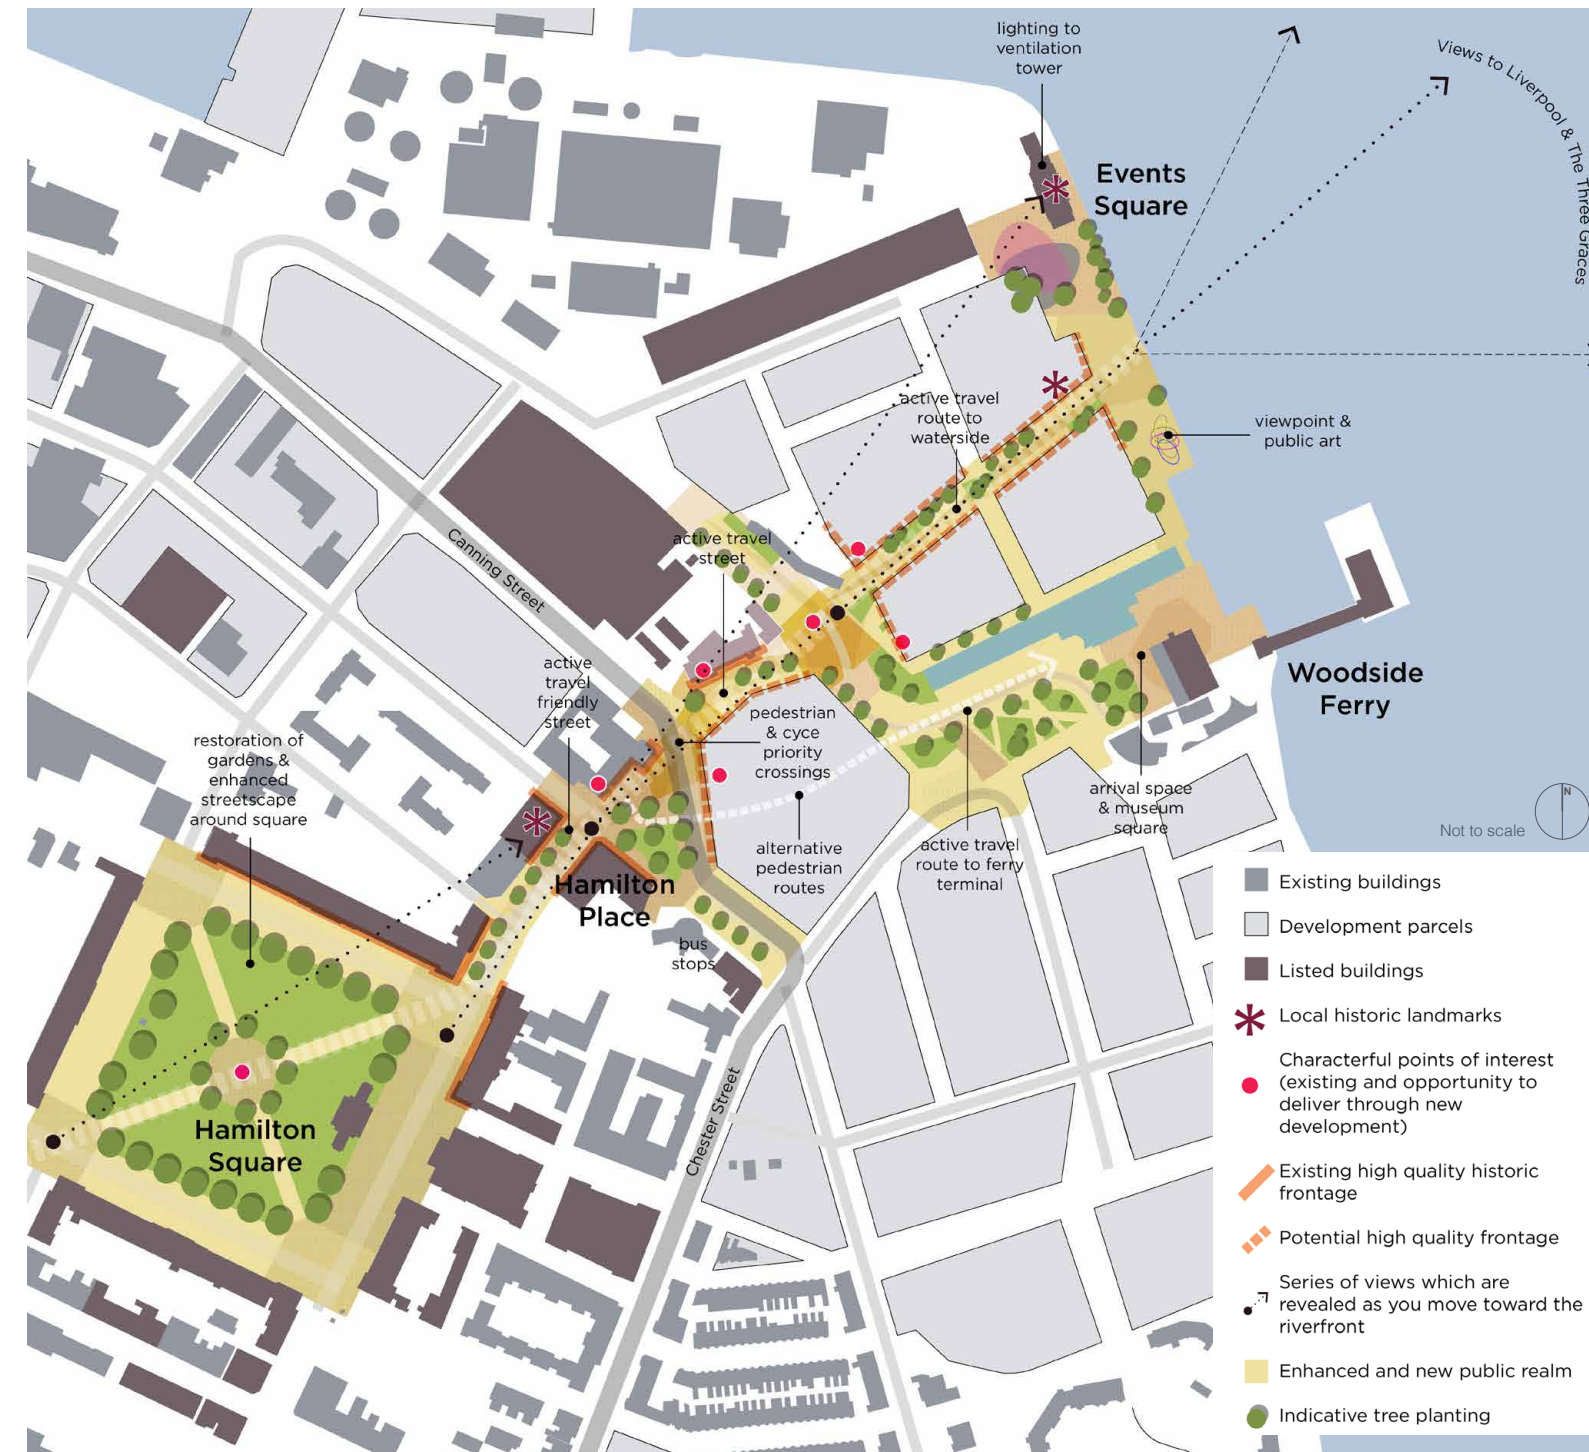 lighting to
ventilation
tower
Views to Liverpool & The Three Graces
Events
Square
active travel
route to
waterside
viewpoint &
public art
active travel
street
Canning Street
active
travel
friendly
street
Woodside
Ferry
pedestrian
& cyce
priority
crossings
restoration of
gardens &
enhanced
streetscape
around square
arrival space
& museum
square
alternative
pedestrian
routes
active travel
route to ferry
terminal
Hamilton
Place
bus
stops
Chester Street
Hamilton
Square
N
Not to scale
Existing buildings
Development parcels
Listed buildings
Local historic landmarks
Characterful points of interest
(existing and opportunity to
deliver through new
development)
Existing high quality historic
frontage
Potential high quality frontage
Series of views which are
revealed as you move toward the
riverfront
Enhanced and new public realm
Indicative tree planting